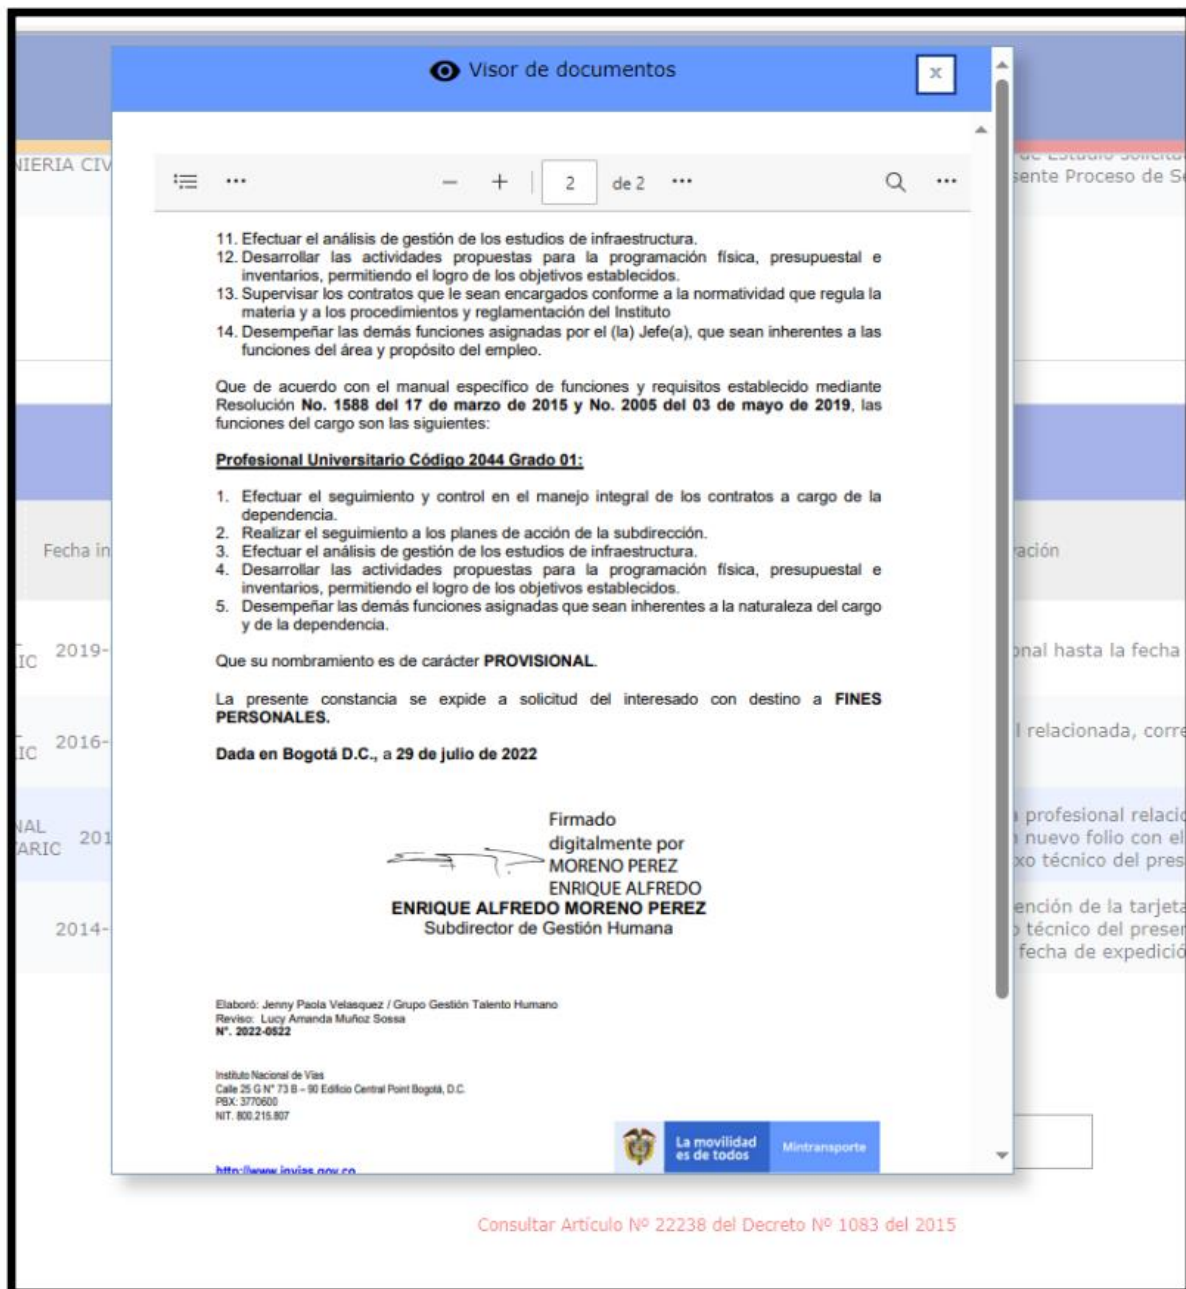 Visor de documentos
x
NIERIA CIV
sente Proceso de Se
2 de 2
11. Efectuar el análisis de gestión de los estudios de infraestructura.
12. Desarrollar las actividades propuestas para la programación física, presupuestal e
inventarios, permitiendo el logro de los objetivos establecidos.
13. Supervisar los contratos que le sean encargados conforme a la normatividad que regula la
materia y a los procedimientos y reglamentación del Instituto
14. Desempeñar las demás funciones asignadas por el (la) Jefe(a), que sean inherentes a las
funciones del área y propósito del empleo.
Que de acuerdo con el manual específico de funciones y requisitos establecido mediante
Resolución No. 1588 del 17 de marzo de 2015 y No. 2005 del 03 de mayo de 2019, las
funciones del cargo son las siguientes:
Profesional Universitario Código 2044 Grado 01:
1. Efectuar el seguimiento y control en el manejo integral de los contratos a cargo de la
dependencia.
2. Realizar el seguimiento a los planes de acción de la subdirección.
3. Efectuar el análisis de gestión de los estudios de infraestructura.
4. Desarrollar las actividades propuestas para la programación física, presupuestal e
inventarios, permitiendo el logro de los objetivos establecidos.
5. Desempeñar las demás funciones asignadas que sean inherentes a la naturaleza del cargo
y de la dependencia.
Que su nombramiento es de carácter PROVISIONAL.
La presente constancia se expide a solicitud del interesado con destino a FINES
PERSONALES.
Dada en Bogotá D.C., a 29 de julio de 2022
Firmado
digitalmente por
MORENO PEREZ
ENRIQUE ALFREDO
ENRIQUE ALFREDO MORENO PEREZ
Subdirector de Gestión Humana
Elaboró: Jenny Paola Velasquez / Grupo Gestión Talento Humano
Reviso: Lucy Amanda Muñoz Sossa
N°. 2022-0522
Instituto Nacional de Vías
Calle 25 G N° 73 B – 90 Edificio Central Point Bogotá, D.C.
PBX: 3770600
NIT. 800.215.807
http://www.invias.gov.co
La movilidad
es de todos
Mintransporte
Fecha in
vación
IC 2019-
onal hasta la fecha
IC 2016-
l relacionada, corre
NAL
ARIC 201
profesional relacio
nuevo folio con el
xo técnico del pres
2014-
ención de la tarjeta
técnico del preser
fecha de expedició
Consultar Artículo Nº 22238 del Decreto Nº 1083 del 2015